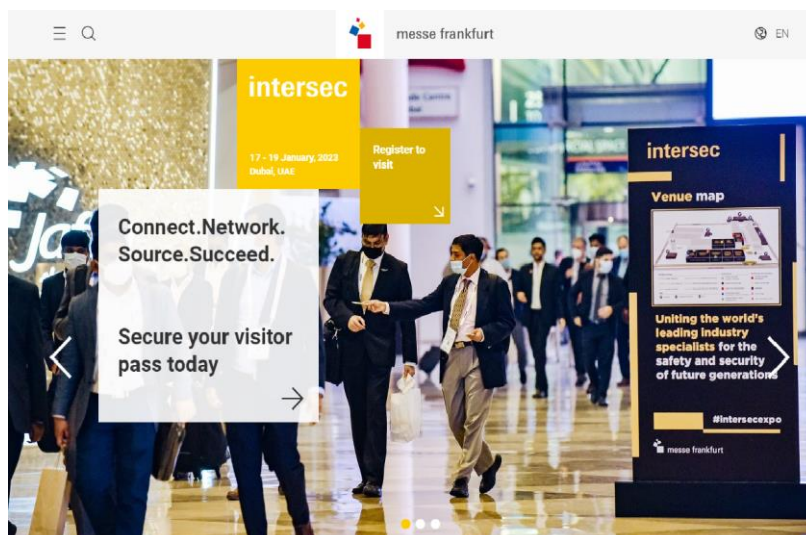 messe frankfurt
EN
intersec
17 - 19 January, 2023
Dubai, UAE
Register to
visit
Connect.Network.
Source.Succeed.
Secure your visitor
pass today
intersec
Venue map
Uniting the world's
leading industry
specialists for the
safety and security
of future generations
#intersecexpo
messe frankfurt